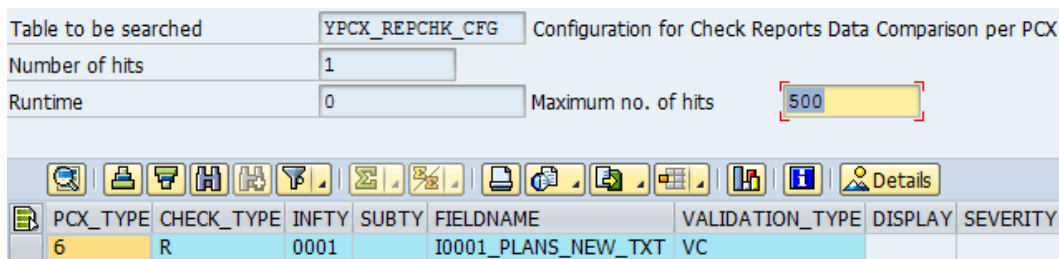 Table to be searched YPCX_REPCHK_CFG Configuration for Check Reports Data Comparison per PCX
Number of hits 1
Runtime 0 Maximum no. of hits 500
Details
PCX_TYPE CHECK_TYPE INFTY SUBTY FIELDNAME VALIDATION_TYPE DISPLAY SEVERITY
6 R 0001 I0001_PLANS_NEW_TXT VC